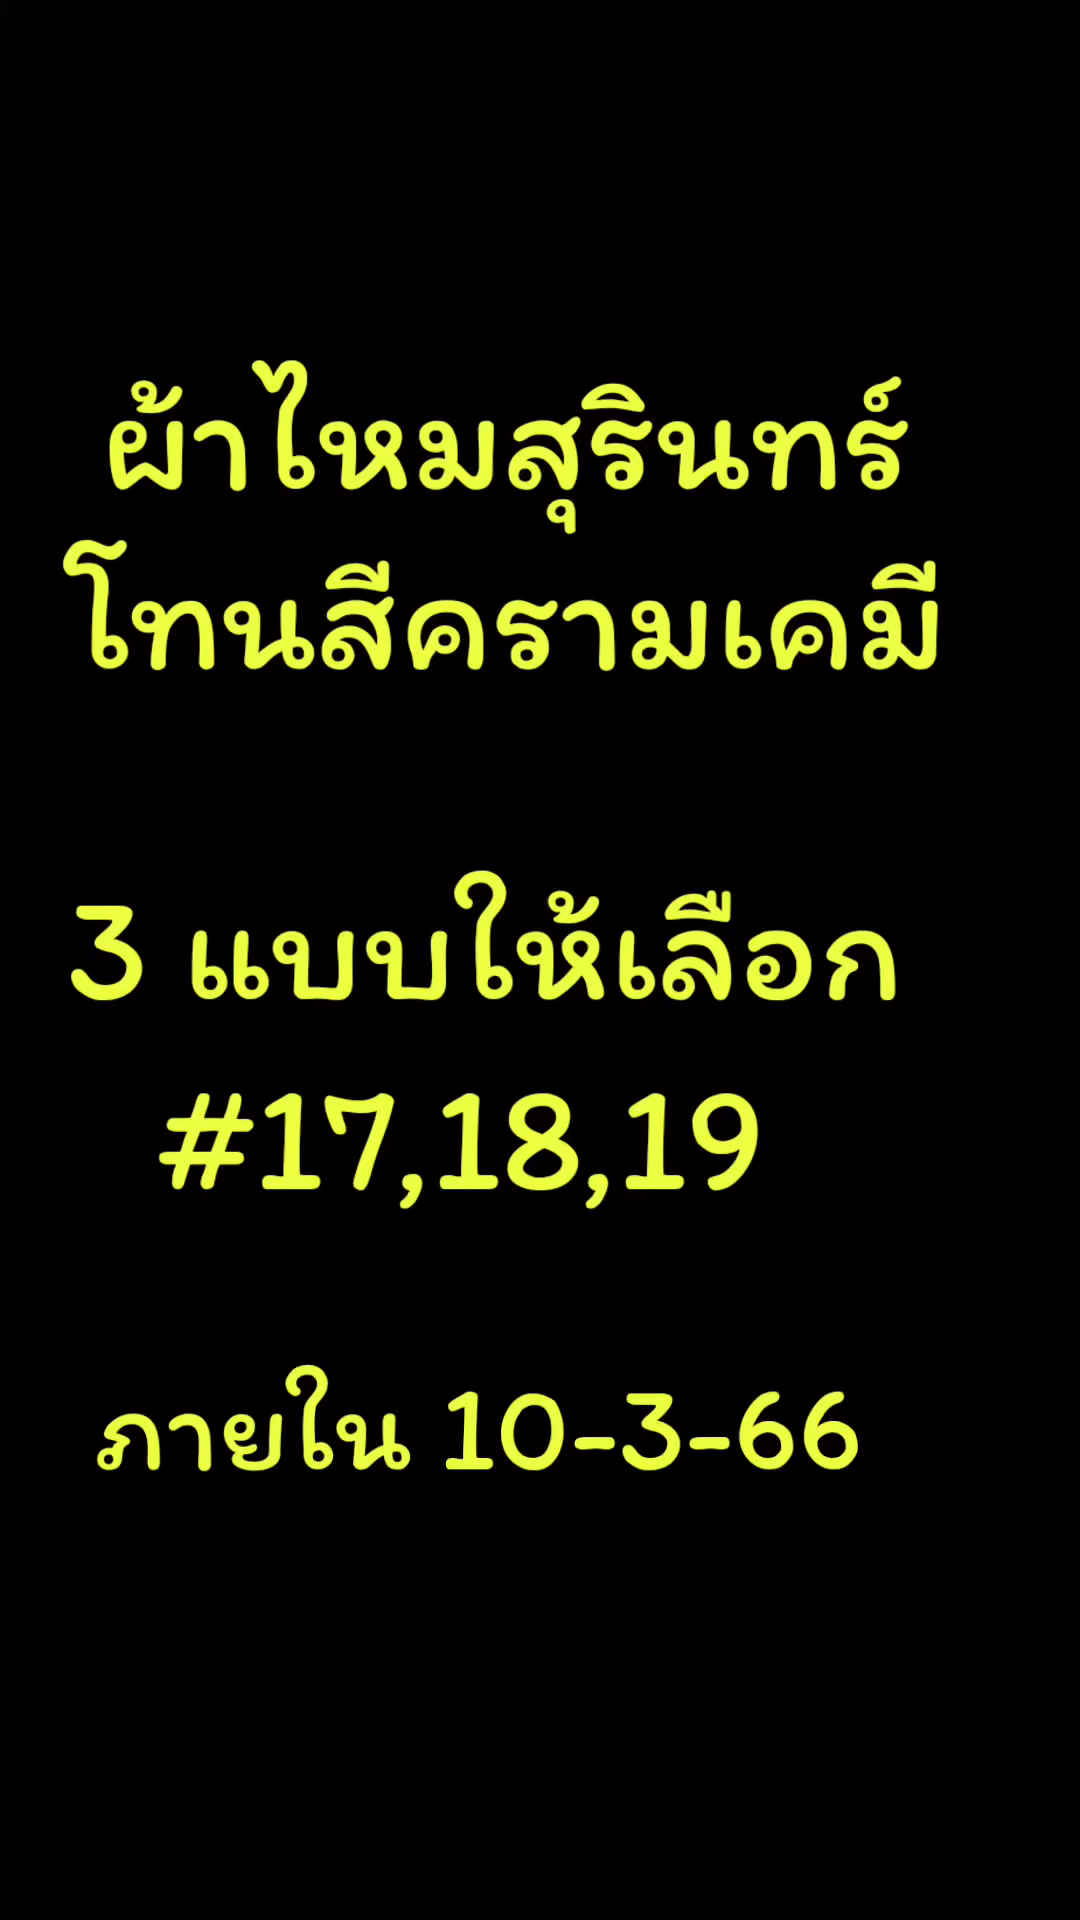 ผ้าไหมสุรินทร์
โทนสีครามเคมี
3 แบบให้เลือก
#17,18,19
ภายใน 10-3-66